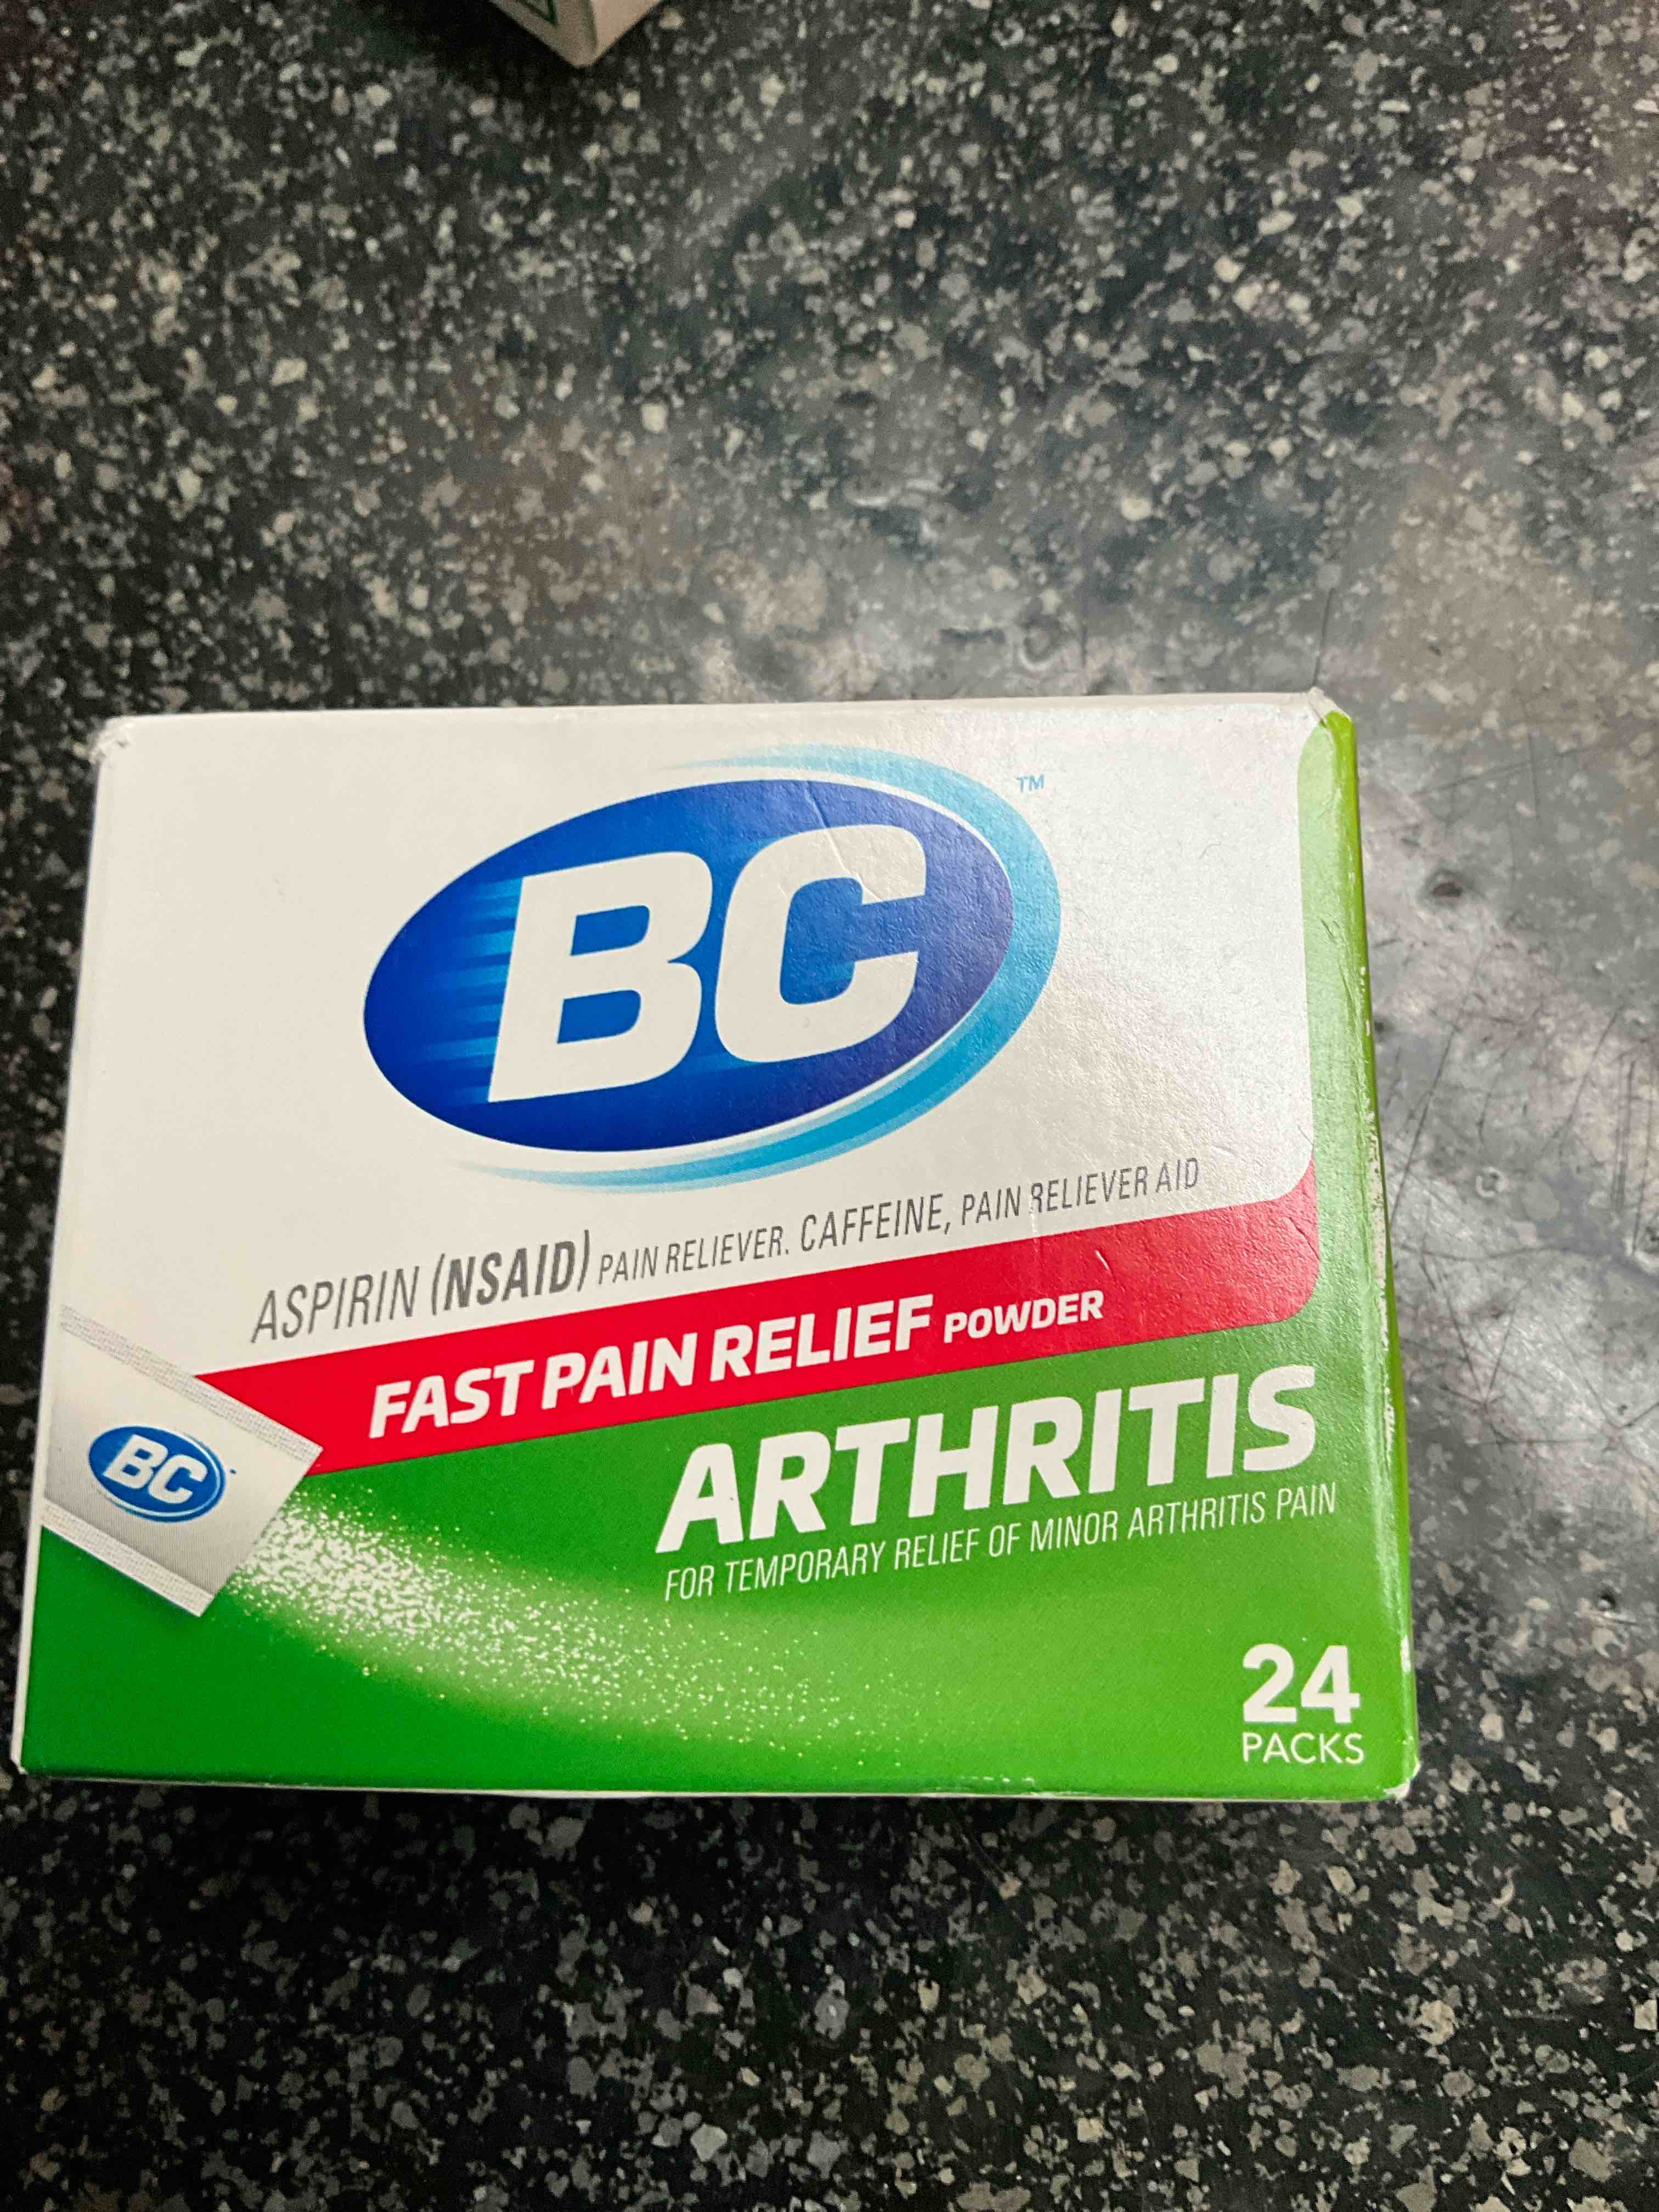 BC™
ASPIRIN (NSAID) PAIN RELIEVER. CAFFEINE, PAIN RELIEVER AID
FAST PAIN RELIEF POWDER
BC
ARTHRITIS
FOR TEMPORARY RELIEF OF MINOR ARTHRITIS PAIN
24
PACKS